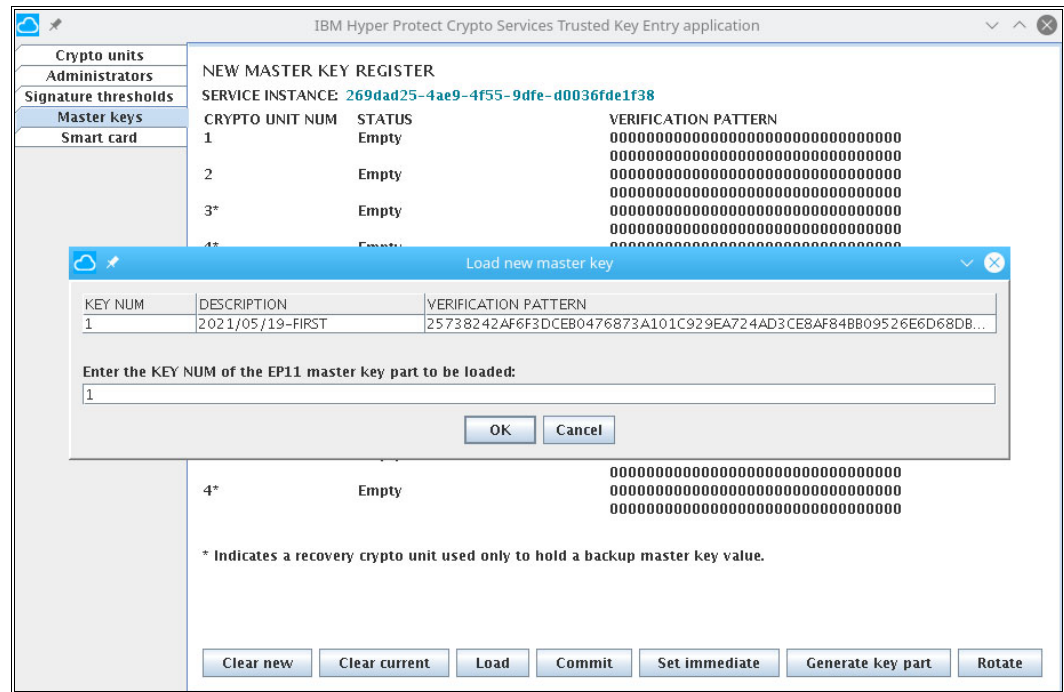 IBM Hyper Protect Crypto Services Trusted Key Entry application
Crypto units
Administrators
Signature thresholds
Master keys
Smart card
NEW MASTER KEY REGISTER
SERVICE INSTANCE: 269dad25-4ae9-4f55-9dfe-d0036fde1f38
CRYPTO UNIT NUM STATUS VERIFICATION PATTERN
1 Empty 00000000000000000000000000000000
00000000000000000000000000000000
2 Empty 00000000000000000000000000000000
00000000000000000000000000000000
3* Empty 00000000000000000000000000000000
00000000000000000000000000000000
Load new master key
KEY NUM DESCRIPTION VERIFICATION PATTERN
1 2021/05/19-FIRST 25738242AF6F3DCEB0476873A101C929EA724AD3CE8AF84BB09526E6D68DB...
Enter the KEY NUM of the EP11 master key part to be loaded:
1
OK Cancel
00000000000000000000000000000000
4* Empty 00000000000000000000000000000000
00000000000000000000000000000000
* Indicates a recovery crypto unit used only to hold a backup master key value.
Clear new Clear current Load Commit Set immediate Generate key part Rotate